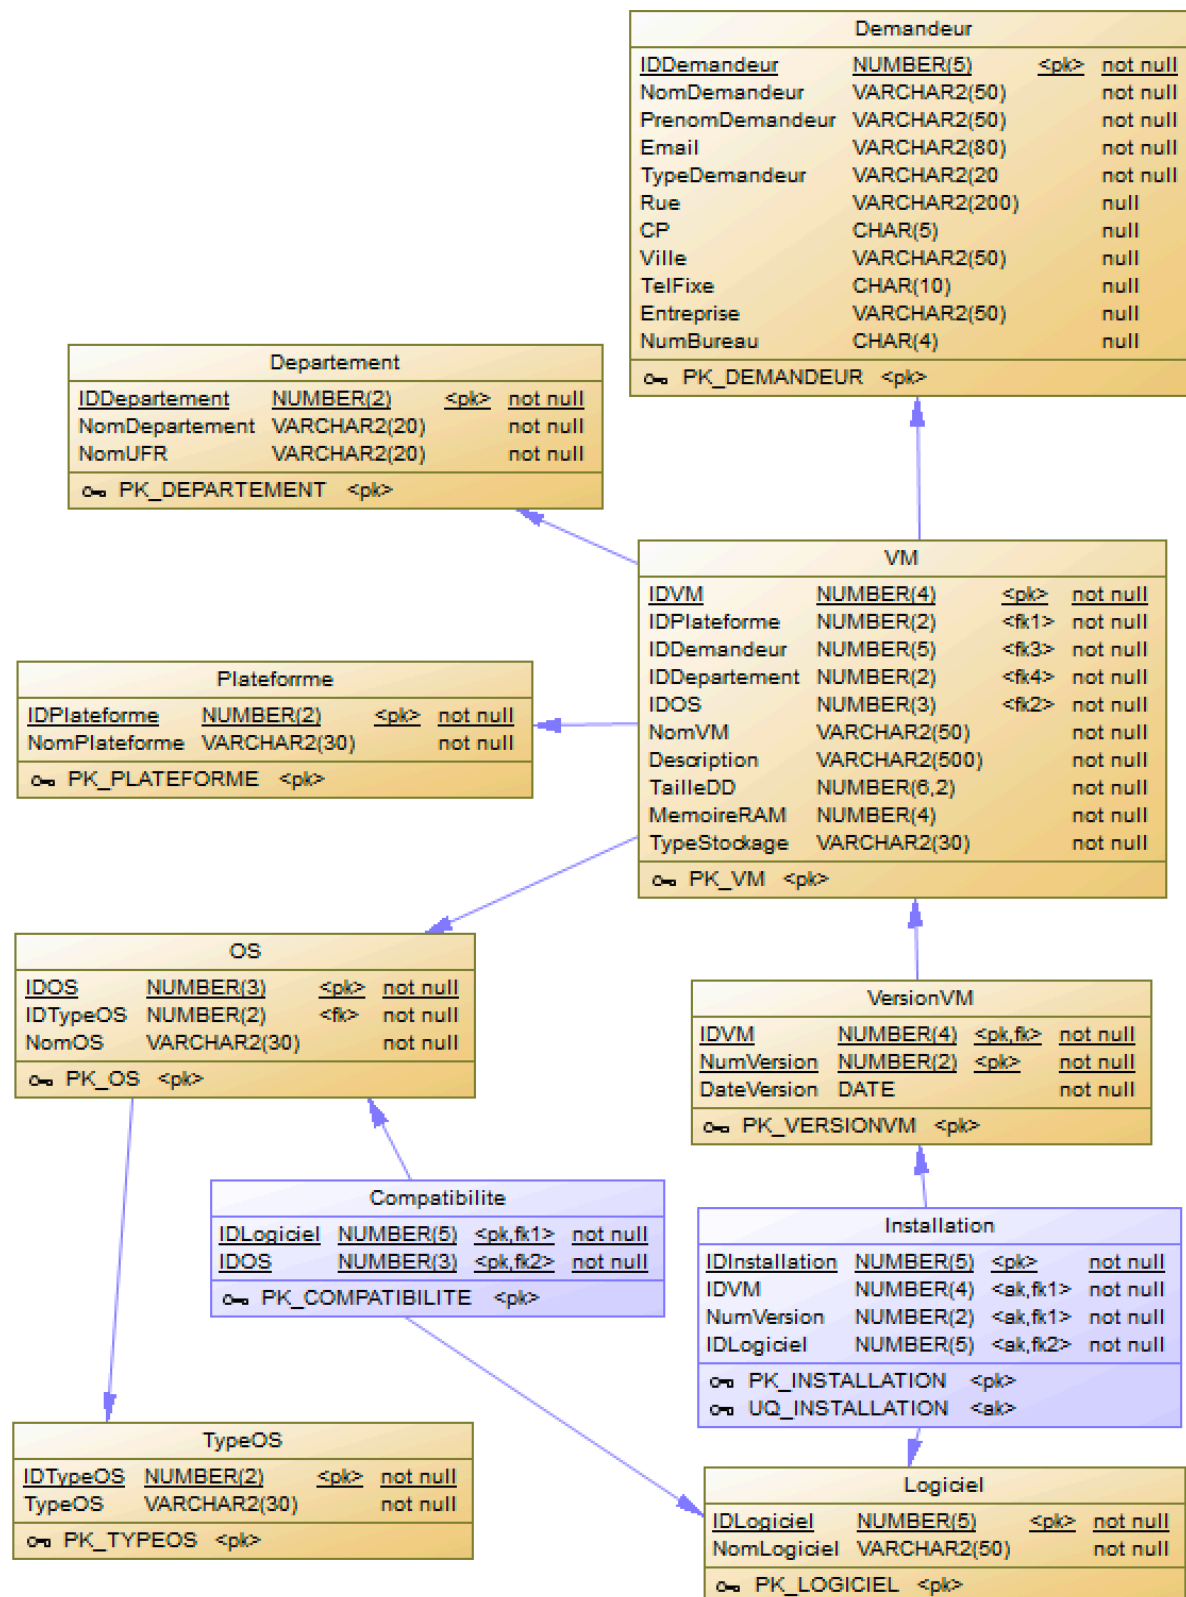 Demandeur
IDDemandeur NUMBER(5) <pk> not null
NomDemandeur VARCHAR2(50) not null
PrenomDemandeur VARCHAR2(50) not null
Email VARCHAR2(80) not null
TypeDemandeur VARCHAR2(20 not null
Rue VARCHAR2(200) null
CP CHAR(5) null
Ville VARCHAR2(50) null
TelFixe CHAR(10) null
Entreprise VARCHAR2(50) null
NumBureau CHAR(4) null
PK_DEMANDEUR <pk>
Departement
IDDepartement NUMBER(2) <pk> not null
NomDepartement VARCHAR2(20) not null
NomUFR VARCHAR2(20) not null
PK_DEPARTEMENT <pk>
VM
IDVM NUMBER(4) <pk> not null
IDPlateforme NUMBER(2) <fk1> not null
IDDemandeur NUMBER(5) <fk3> not null
IDDepartement NUMBER(2) <fk4> not null
IDOS NUMBER(3) <fk2> not null
NomVM VARCHAR2(50) not null
Description VARCHAR2(500) not null
TailleDD NUMBER(6,2) not null
MemoireRAM NUMBER(4) not null
TypeStockage VARCHAR2(30) not null
PK_VM <pk>
Plateforrme
IDPlateforme NUMBER(2) <pk> not null
NomPlateforme VARCHAR2(30) not null
PK_PLATEFORME <pk>
OS
IDOS NUMBER(3) <pk> not null
IDTypeOS NUMBER(2) <fk> not null
NomOS VARCHAR2(30) not null
PK_OS <pk>
VersionVM
IDVM NUMBER(4) <pk,fk> not null
NumVersion NUMBER(2) <pk> not null
DateVersion DATE not null
PK_VERSIONVM <pk>
Compatibilite
IDLogiciel NUMBER(5) <pk,fk1> not null
IDOS NUMBER(3) <pk,fk2> not null
PK_COMPATIBILITE <pk>
Installation
IDInstallation NUMBER(5) <pk> not null
IDVM NUMBER(4) <ak,fk1> not null
NumVersion NUMBER(2) <ak,fk1> not null
IDLogiciel NUMBER(5) <ak,fk2> not null
PK_INSTALLATION <pk>
UQ_INSTALLATION <ak>
TypeOS
IDTypeOS NUMBER(2) <pk> not null
TypeOS VARCHAR2(30) not null
PK_TYPEOS <pk>
Logiciel
IDLogiciel NUMBER(5) <pk> not null
NomLogiciel VARCHAR2(50) not null
PK_LOGICIEL <pk>